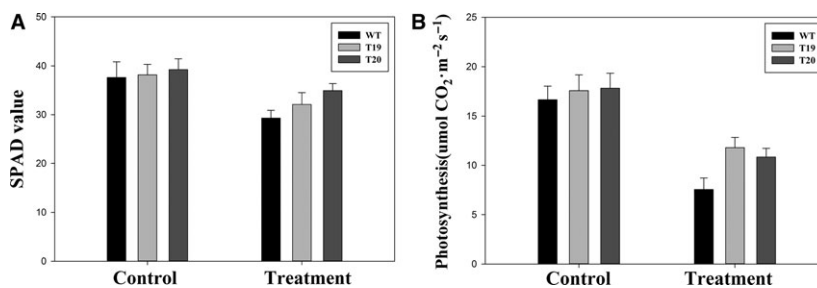 A
SPAD value
50
40
30
20
10
0
WT
T19
T20
Control Treatment
B
Photosynthesis(umol CO₂·m⁻² s⁻¹)
25
20
15
10
5
0
WT
T19
T20
Control Treatment